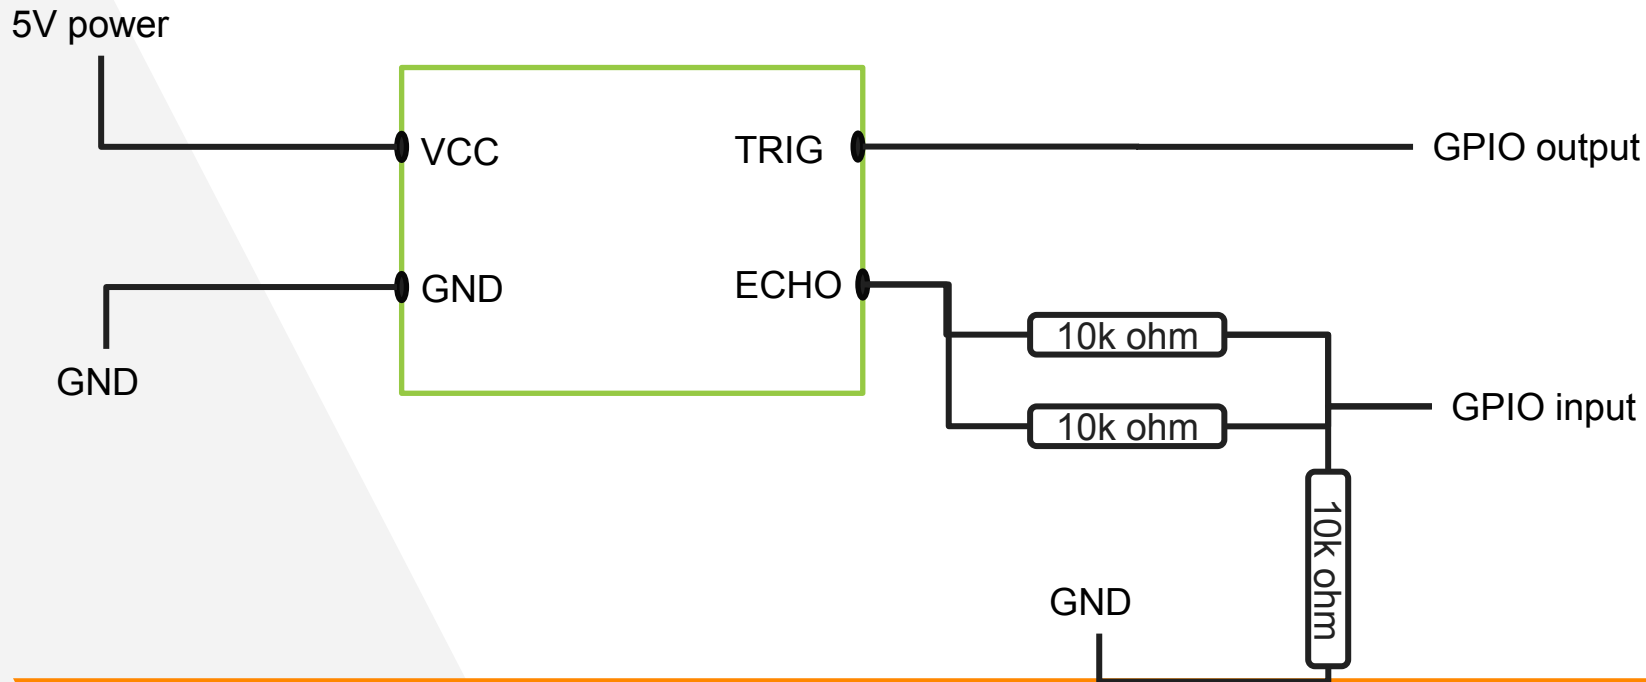 5V power
VCC
TRIG
GPIO output
GND
ECHO
10k ohm
GND
10k ohm
GPIO input
10k ohm
GND